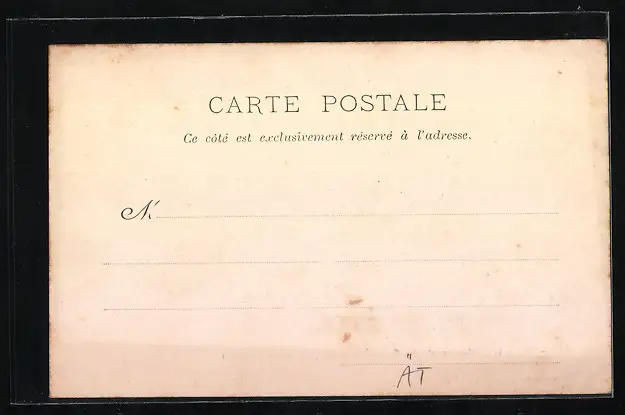 CARTE POSTALE
Ce côté est exclusivement réservé à l'adresse.
M
ÄT